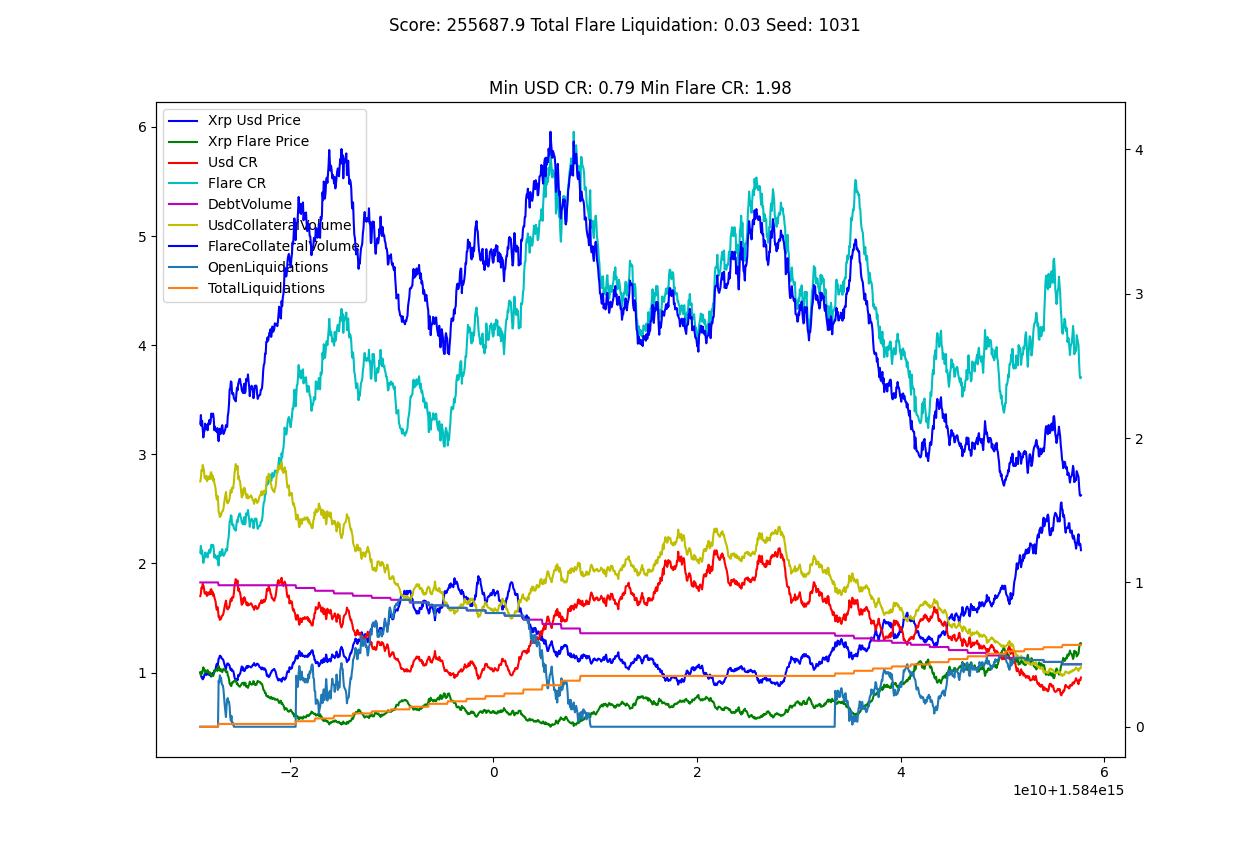 Score: 255687.9 Total Flare Liquidation: 0.03 Seed: 1031
Min USD CR: 0.79 Min Flare CR: 1.98
Xrp Usd Price
Xrp Flare Price
Usd CR
Flare CR
DebtVolume
UsdCollateralVolume
FlareCollateralVolume
OpenLiquidations
TotalLiquidations
6
5
4
3
2
1
4
3
2
1
0
−2
0
2
4
6
1e10+1.584e15